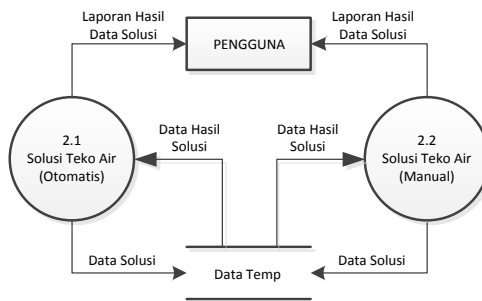 Laporan Hasil
Data Solusi
PENGGUNA
Laporan Hasil
Data Solusi
2.1
Solusi Teko Air
(Otomatis)
Data Hasil
Solusi
Data Hasil
Solusi
2.2
Solusi Teko Air
(Manual)
Data Solusi
Data Temp
Data Solusi